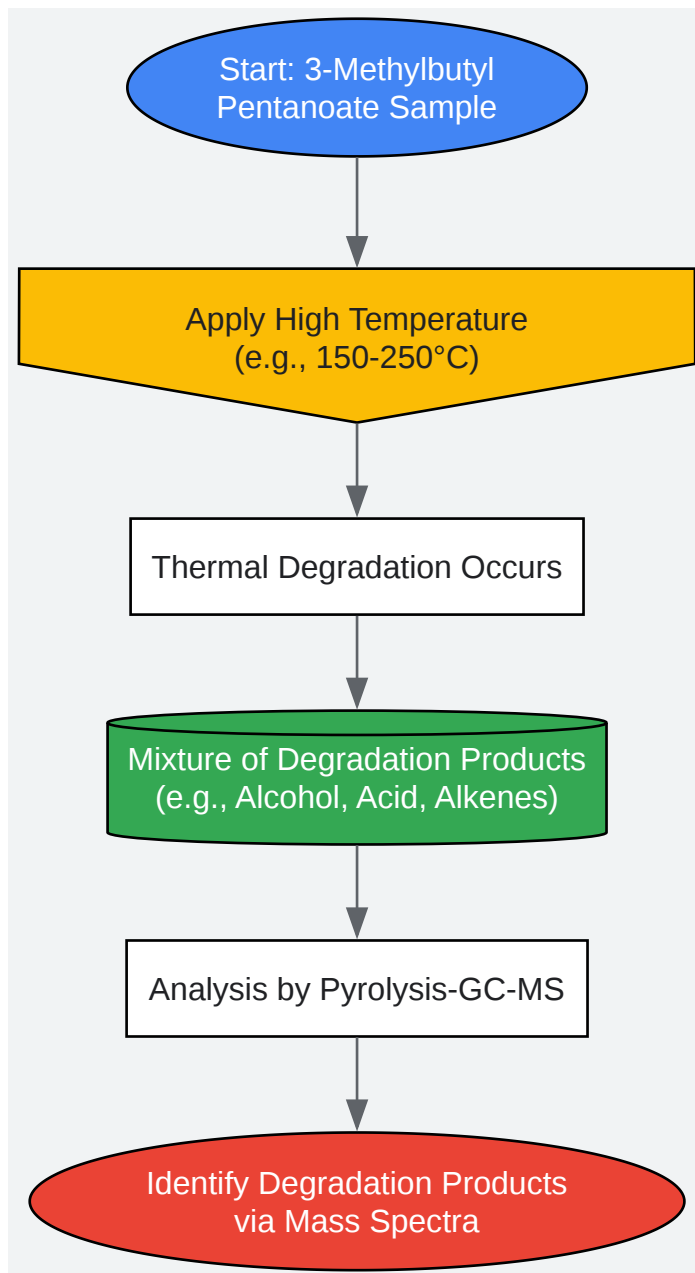 Start: 3-Methylbutyl
Pentanoate Sample
Apply High Temperature
(e.g., 150-250°C)
Thermal Degradation Occurs
Mixture of Degradation Products
(e.g., Alcohol, Acid, Alkenes)
Analysis by Pyrolysis-GC-MS
Identify Degradation Products
via Mass Spectra